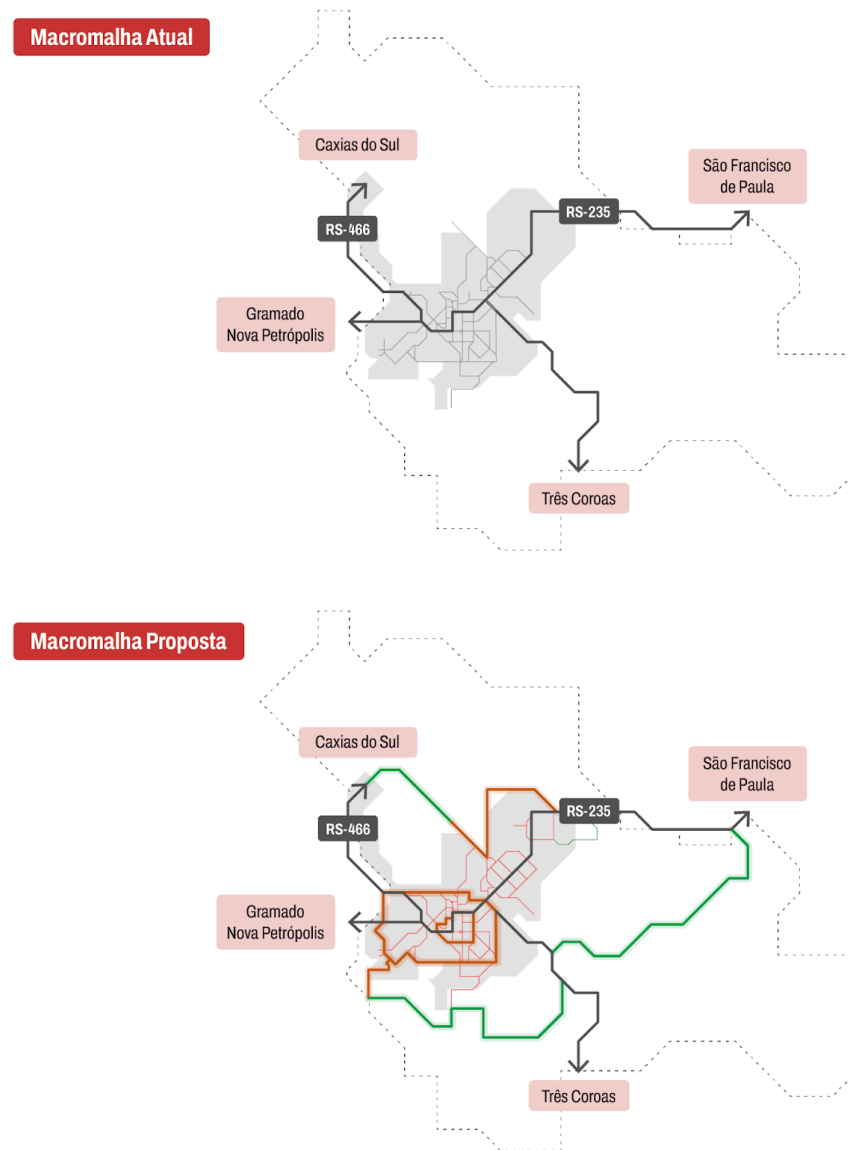 Macromalha Atual
Caxias do Sul
São Francisco
de Paula
RS-466
RS-235
Gramado
Nova Petrópolis
Três Coroas
Macromalha Proposta
Caxias do Sul
São Francisco
de Paula
RS-466
RS-235
Gramado
Nova Petrópolis
Três Coroas